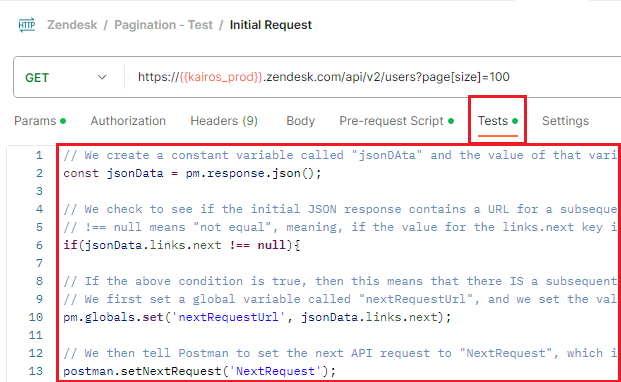 HTTP Zendesk / Pagination - Test / Initial Request
GET https://{{kairos_prod}}.zendesk.com/api/v2/users?page[size]=100
Params Authorization Headers (9) Body Pre-request Script Tests Settings
1 // We create a constant variable called "jsonDAta" and the value of that vari
2 const jsonData = pm.response.json();
3
4 // We check to see if the initial JSON response contains a URL for a subseque
5 // !== null means "not equal", meaning, if the value for the links.next key i
6 if(jsonData.links.next !== null){
7
8 // If the above condition is true, then this means that there IS a subsequent
9 // We first set a global variable called "nextRequestUrl", and we set the val
10 pm.globals.set('nextRequestUrl', jsonData.links.next);
11
12 // We then tell Postman to set the next API request to "NextRequest", which i
13 postman.setNextRequest('NextRequest');